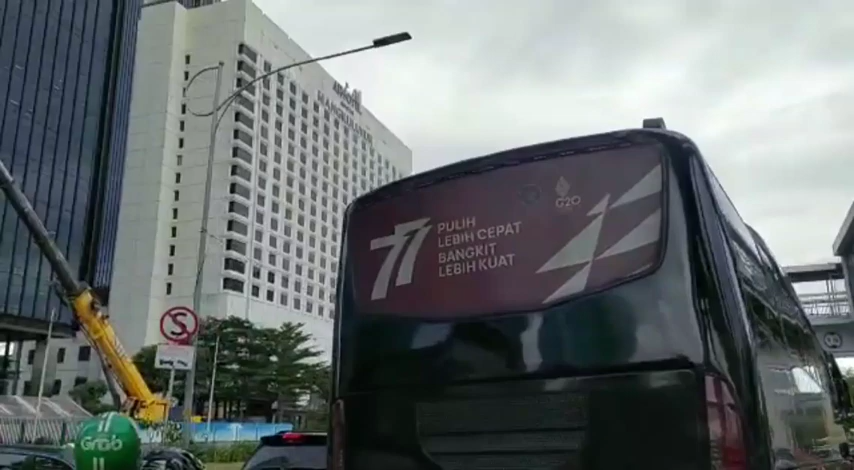 77
PULIH
LEBIH CEPAT
BANGKIT
LEBIH KUAT
G20
Grab